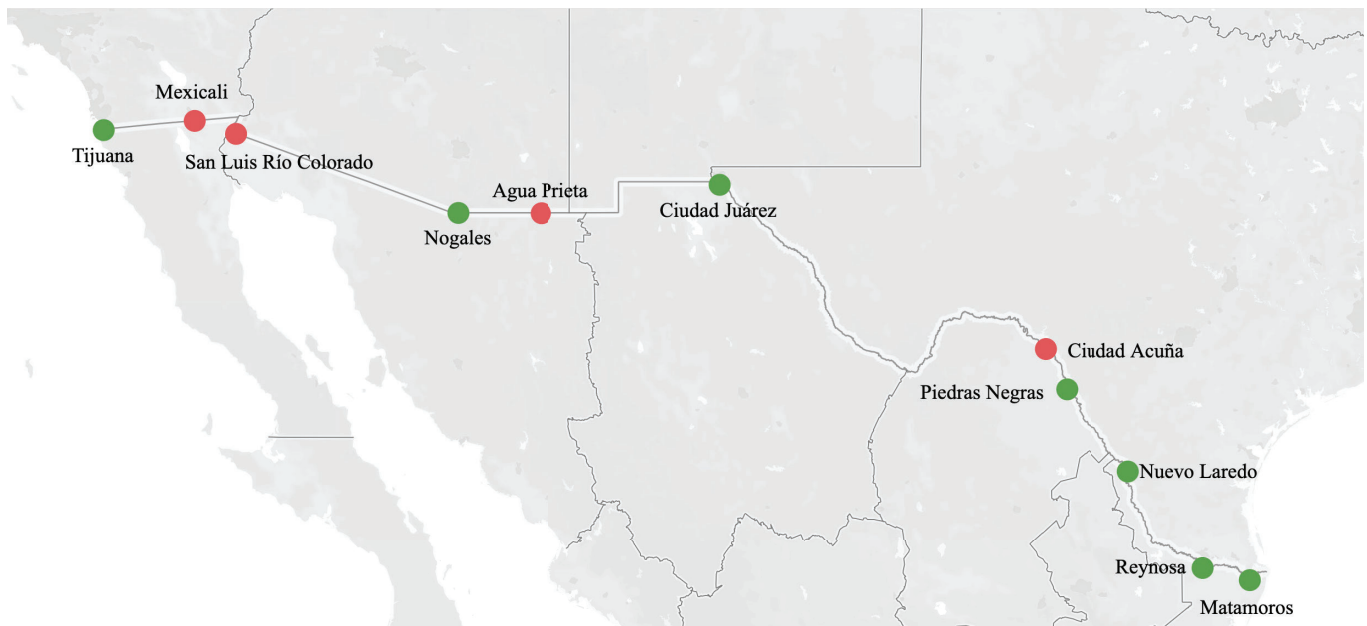 Mexicali
Tijuana
San Luis Río Colorado
Agua Prieta
Nogales
Ciudad Juárez
Ciudad Acuña
Piedras Negras
Nuevo Laredo
Reynosa
Matamoros